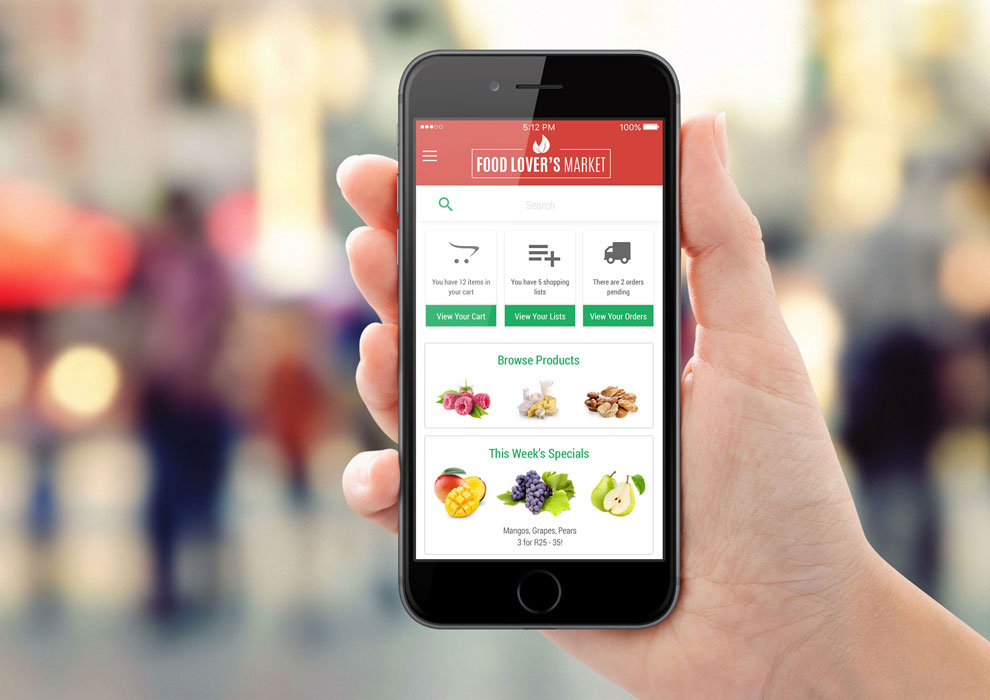 5:12 PM
100%
FOOD LOVER'S MARKET
Search
You have 12 items in
your cart
View Your Cart
You have 5 shopping
lists
View Your Lists
There are 2 orders
pending
View Your Orders
Browse Products
This Week's Specials
Mangos, Grapes, Pears
3 for R25 - 35!